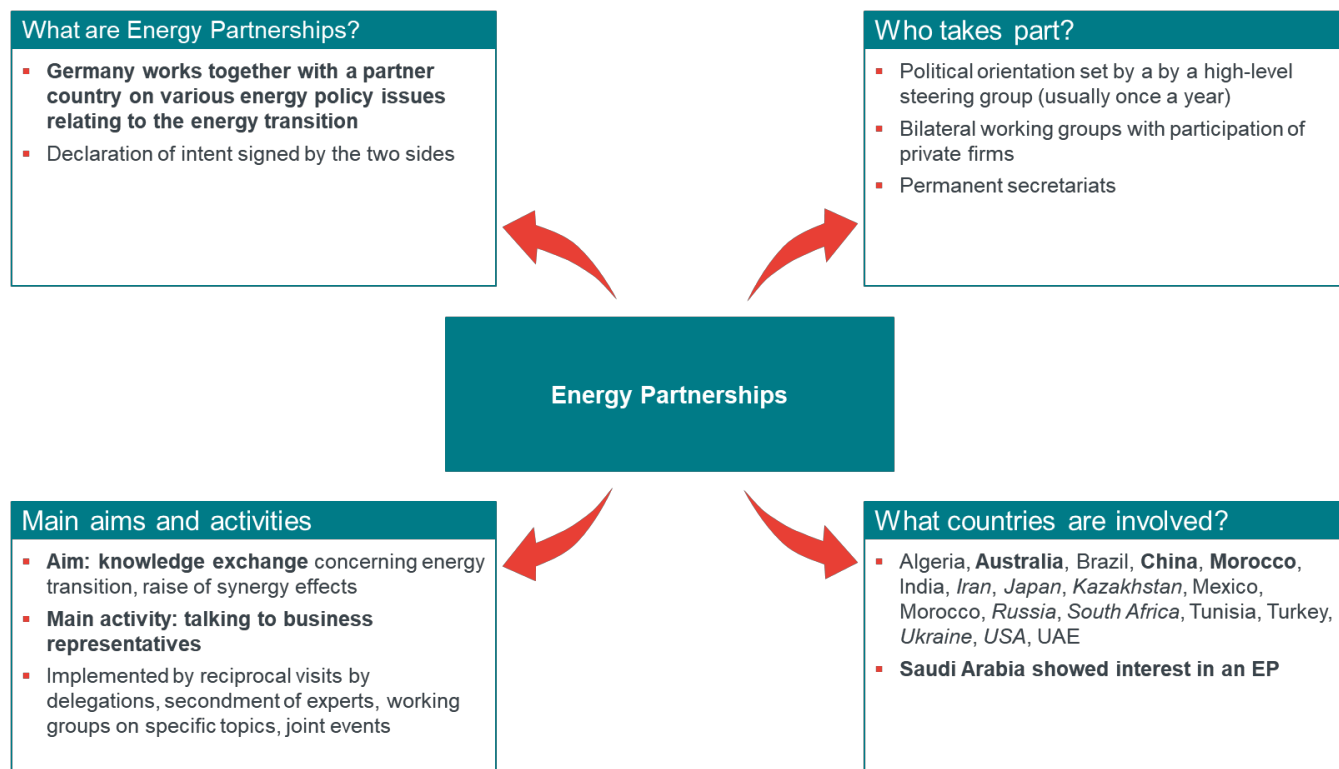 What are Energy Partnerships?
Germany works together with a partner
country on various energy policy issues
relating to the energy transition
Declaration of intent signed by the two sides
Who takes part?
Political orientation set by a by a high-level
steering group (usually once a year)
Bilateral working groups with participation of
private firms
Permanent secretariats
Energy Partnerships
Main aims and activities
Aim: knowledge exchange concerning energy
transition, raise of synergy effects
Main activity: talking to business
representatives
Implemented by reciprocal visits by
delegations, secondment of experts, working
groups on specific topics, joint events
What countries are involved?
Algeria, Australia, Brazil, China, Morocco,
India, Iran, Japan, Kazakhstan, Mexico,
Morocco, Russia, South Africa, Tunisia, Turkey,
Ukraine, USA, UAE
Saudi Arabia showed interest in an EP